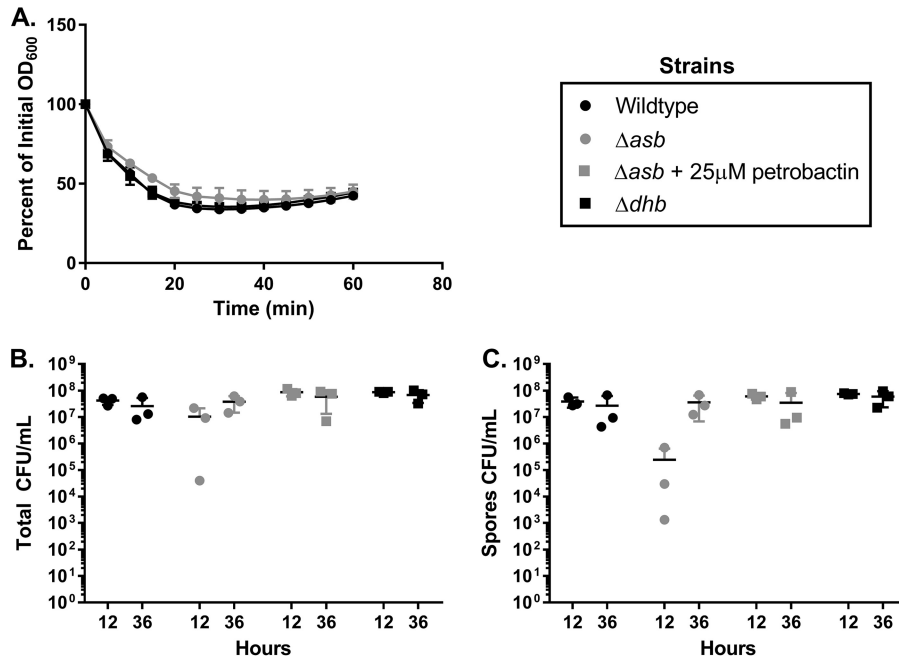 A.
Percent of Initial OD600
150
100
50
0
0 20 40 60 80
Time (min)
Strains
Wildtype
Δasb
Δasb + 25μM petrobactin
Δdhb
B.
Total CFU/mL
10⁹
10⁸
10⁷
10⁶
10⁵
10⁴
10³
10²
10¹
10⁰
12 36 12 36 12 36 12 36
Hours
C.
Spores CFU/mL
10⁹
10⁸
10⁷
10⁶
10⁵
10⁴
10³
10²
10¹
10⁰
12 36 12 36 12 36 12 36
Hours